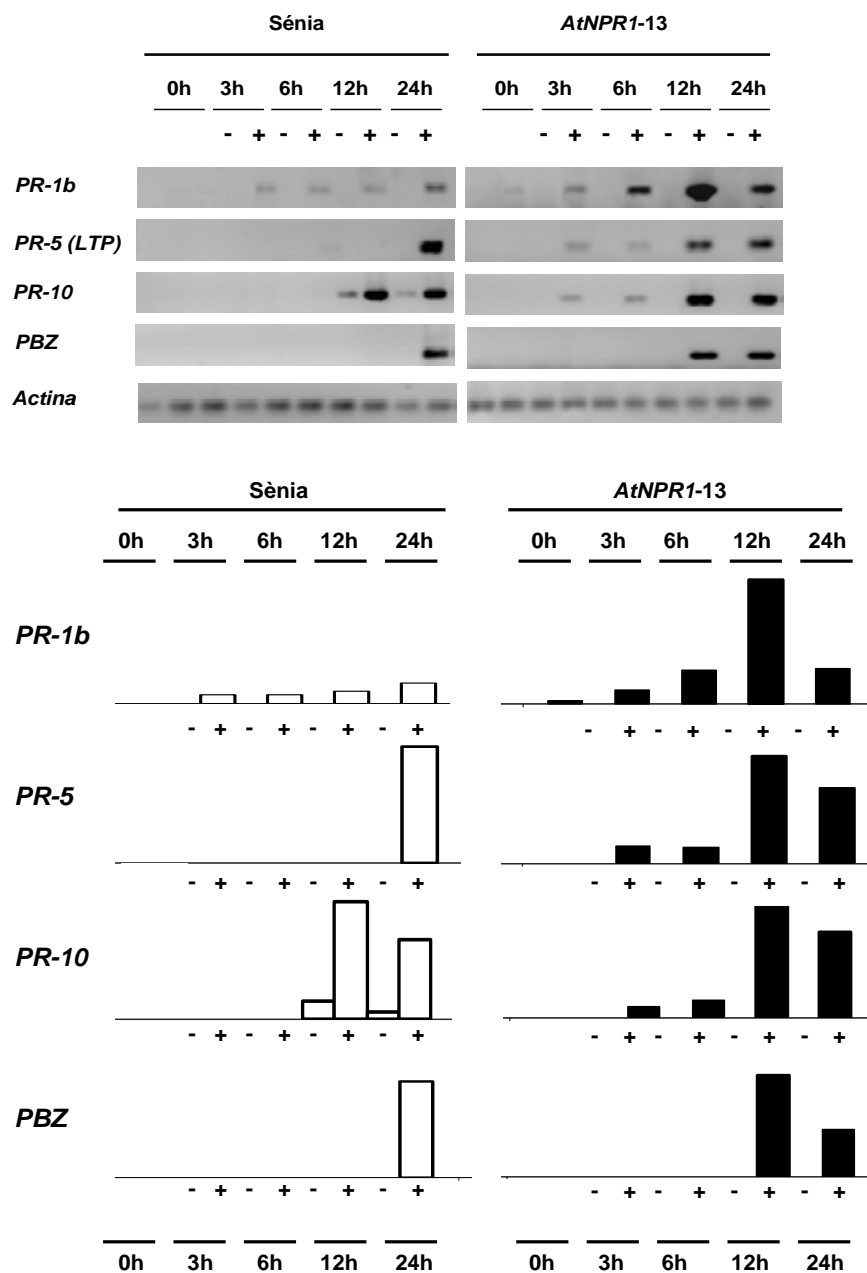 Sénia AtNPR1-13
0h 3h 6h 12h 24h 0h 3h 6h 12h 24h
- + - + - + - + - + - + - + - +
PR-1b
PR-5 (LTP)
PR-10
PBZ
Actina
Sènia AtNPR1-13
0h 3h 6h 12h 24h 0h 3h 6h 12h 24h
PR-1b
- + - + - + - + - + - + - + - +
PR-5
- + - + - + - + - + - + - + - +
PR-10
- + - + - + - + - + - + - + - +
PBZ
- + - + - + - + - + - + - + - +
0h 3h 6h 12h 24h 0h 3h 6h 12h 24h